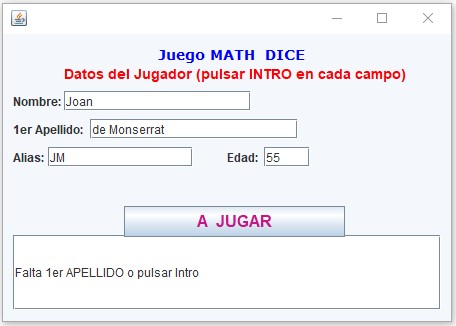 Juego MATH DICE
Datos del Jugador (pulsar INTRO en cada campo)
Nombre: Joan
1er Apellido: de Monserrat
Alias: JM Edad: 55
A JUGAR
Falta 1er APELLIDO o pulsar Intro